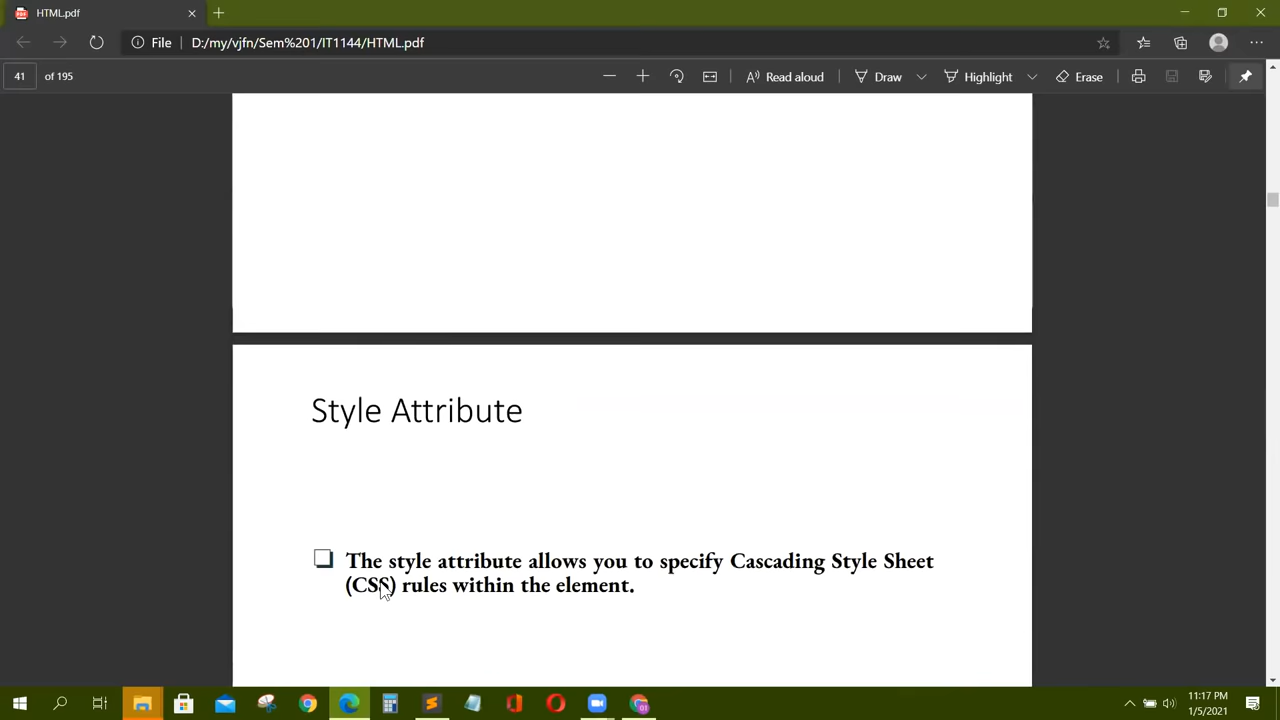 HTML.pdf
File D:/my/vjfn/Sem%201/IT1144/HTML.pdf
41 of 195
Read aloud
Draw
Highlight
Erase
Style Attribute
The style attribute allows you to specify Cascading Style Sheet
(CSS) rules within the element.
11:17 PM
1/5/2021